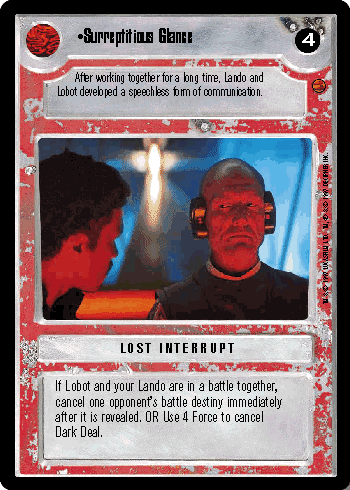 •Surreptitious Glance
4
After working together for a long time, Lando and
Lobot developed a speechless form of communication.
LOST INTERRUPT
If Lobot and your Lando are in a battle together,
cancel one opponent's battle destiny immediately
after it is revealed. OR Use 4 Force to cancel
Dark Deal.